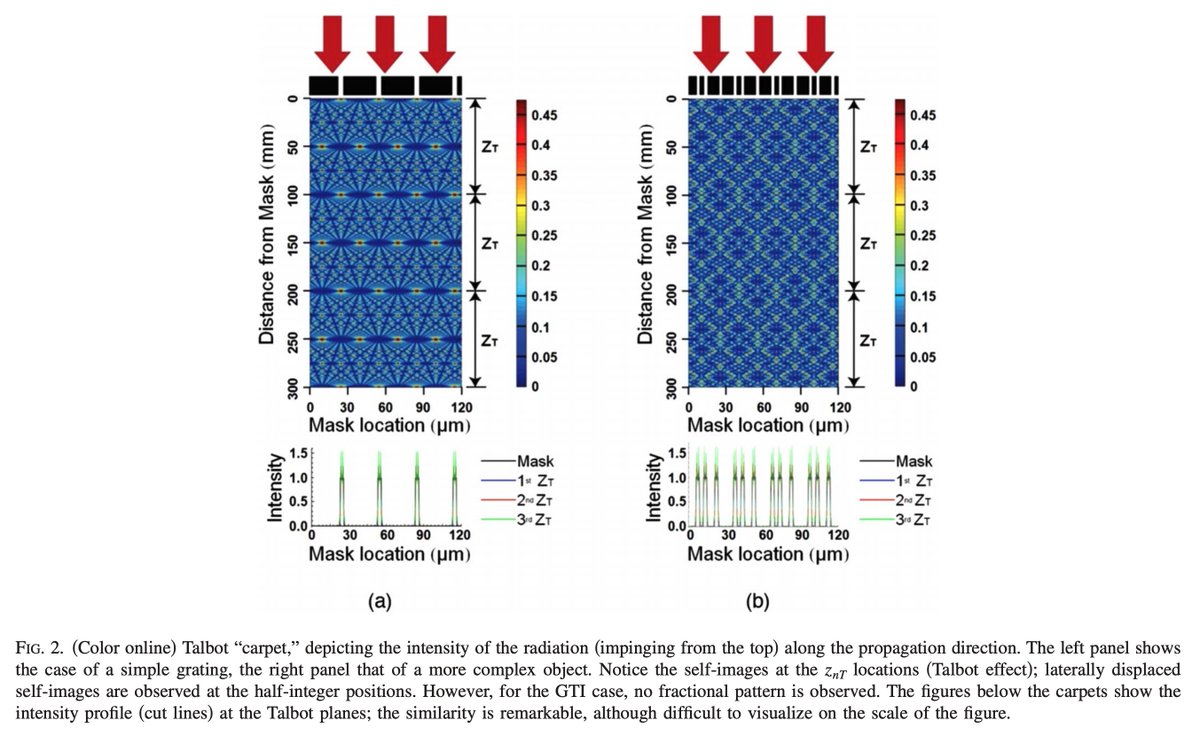 0
50
100
150
200
250
300
Distance from Mask (mm)
ZT
ZT
ZT
0.45
0.4
0.35
0.3
0.25
0.2
0.15
0.1
0.05
0
0 30 60 90 120
Mask location (µm)
0
50
100
150
200
250
300
Distance from Mask (mm)
ZT
ZT
ZT
0.45
0.4
0.35
0.3
0.25
0.2
0.15
0.1
0.05
0
0 30 60 90 120
Mask location (µm)
Intensity
1.5
1.0
0.5
0.0
0 30 60 90 120
Mask location (µm)
Mask
1st ZT
2nd ZT
3rd ZT
(a)
Intensity
1.5
1.0
0.5
0.0
0 30 60 90 120
Mask location (µm)
Mask
1st ZT
2nd ZT
3rd ZT
(b)
FIG. 2. (Color online) Talbot “carpet,” depicting the intensity of the radiation (impinging from the top) along the propagation direction. The left panel shows
the case of a simple grating, the right panel that of a more complex object. Notice the self-images at the znT locations (Talbot effect); laterally displaced
self-images are observed at the half-integer positions. However, for the GTI case, no fractional pattern is observed. The figures below the carpets show the
intensity profile (cut lines) at the Talbot planes; the similarity is remarkable, although difficult to visualize on the scale of the figure.